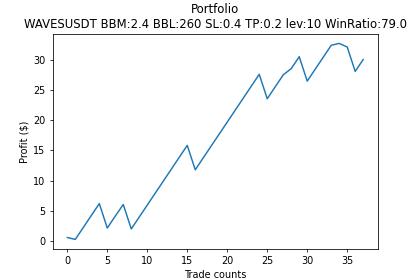 Portfolio
WAVESUSDT BBM:2.4 BBL:260 SL:0.4 TP:0.2 lev:10 WinRatio:79.0
30
25
20
15
10
5
0
Profit ($)
0 5 10 15 20 25 30 35
Trade counts